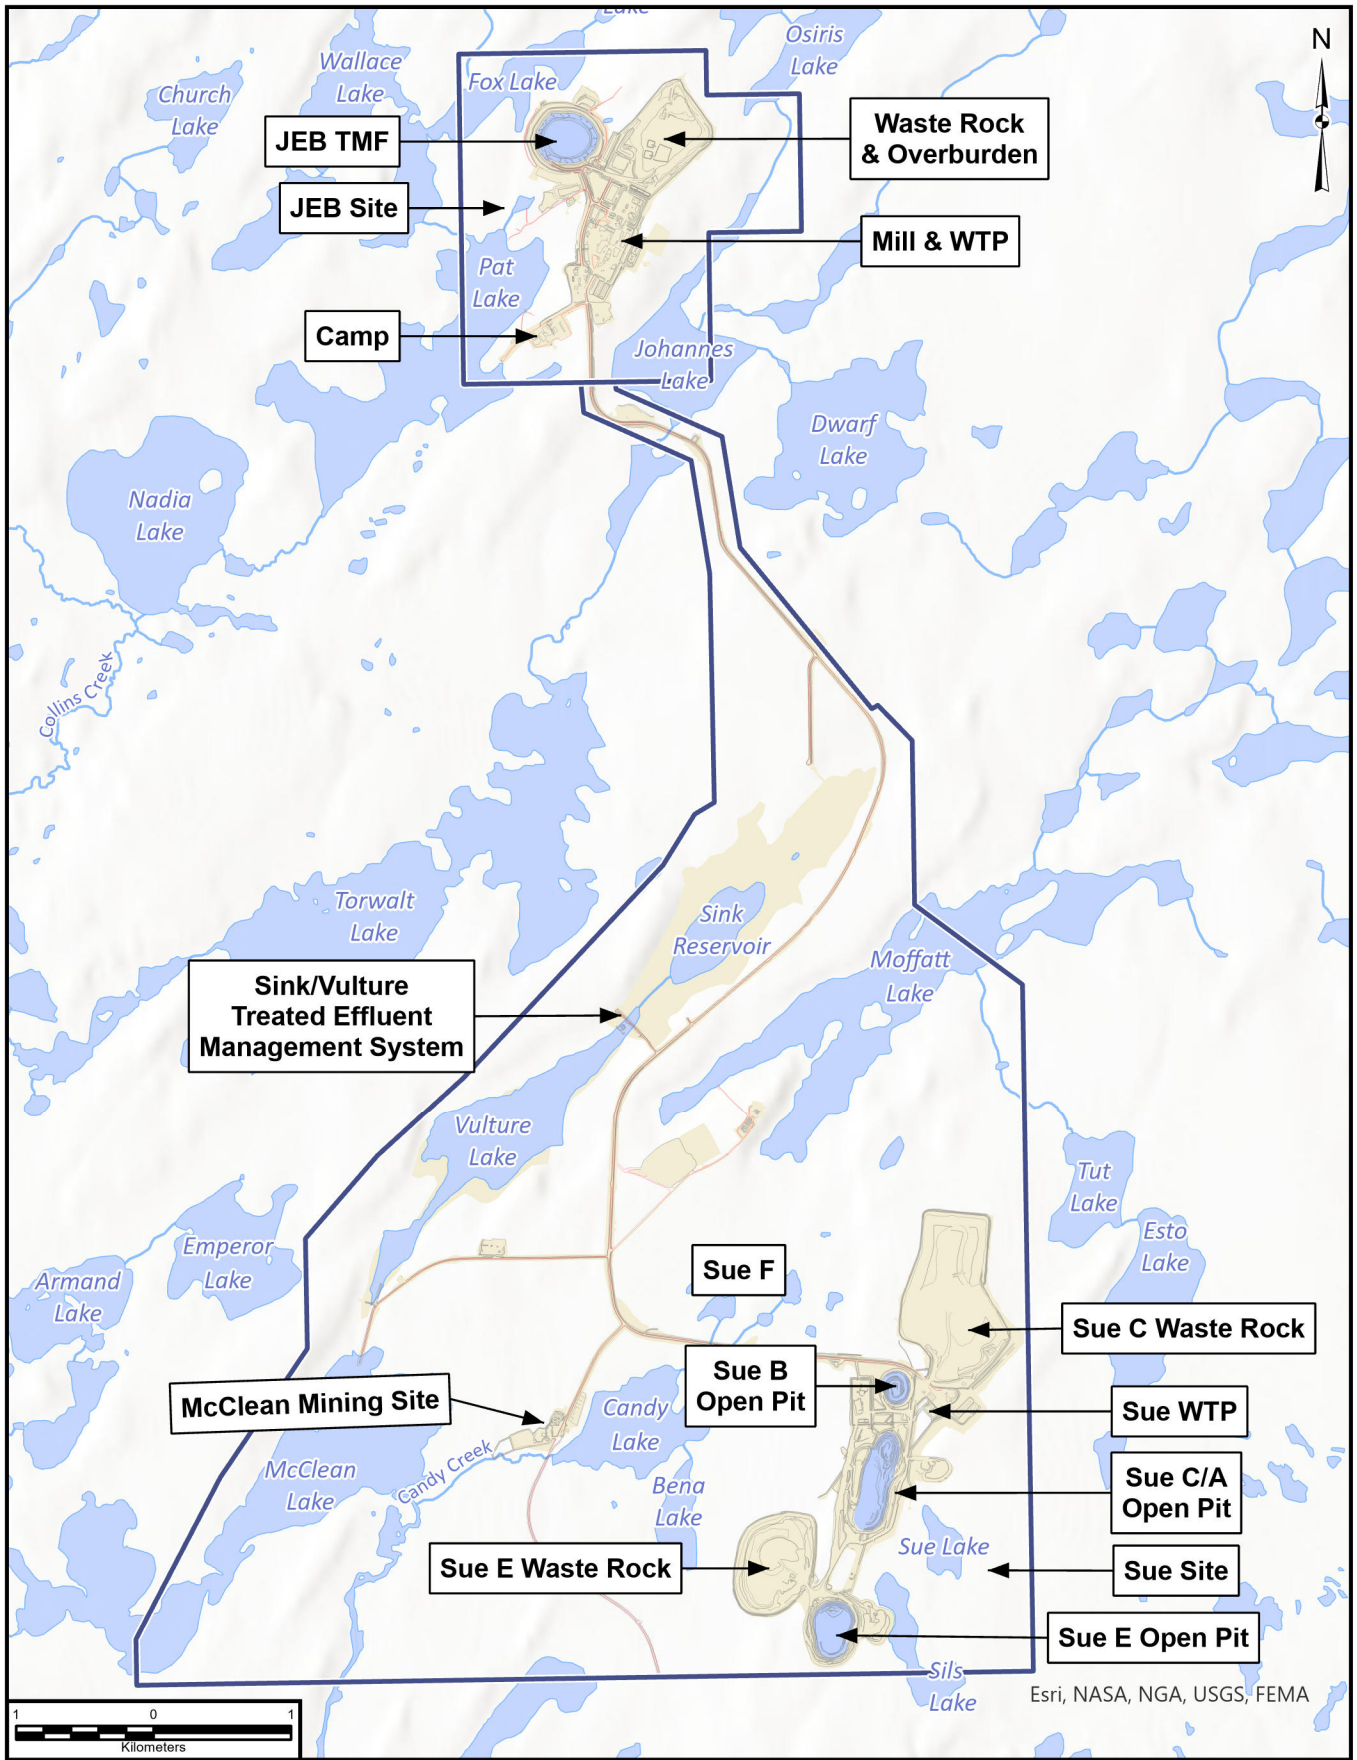 Lake
Osiris
Lake
N
Wallace
Lake
Church
Lake
Fox Lake
JEB TMF
Waste Rock
& Overburden
JEB Site
Mill & WTP
Pat
Lake
Camp
Johannes
Lake
Dwarf
Lake
Nadia
Lake
Collins Creek
Torwalt
Lake
Sink
Reservoir
Moffatt
Lake
Sink/Vulture
Treated Effluent
Management System
Vulture
Lake
Tut
Lake
Esto
Lake
Emperor
Lake
Armand
Lake
Sue F
Sue C Waste Rock
Sue B
Open Pit
McClean Mining Site
Candy
Lake
Sue WTP
McClean
Lake
Candy Creek
Bena
Lake
Sue C/A
Open Pit
Sue Lake
Sue E Waste Rock
Sue Site
Sue E Open Pit
Sils
Lake
Esri, NASA, NGA, USGS, FEMA
1 0 1
Kilometers